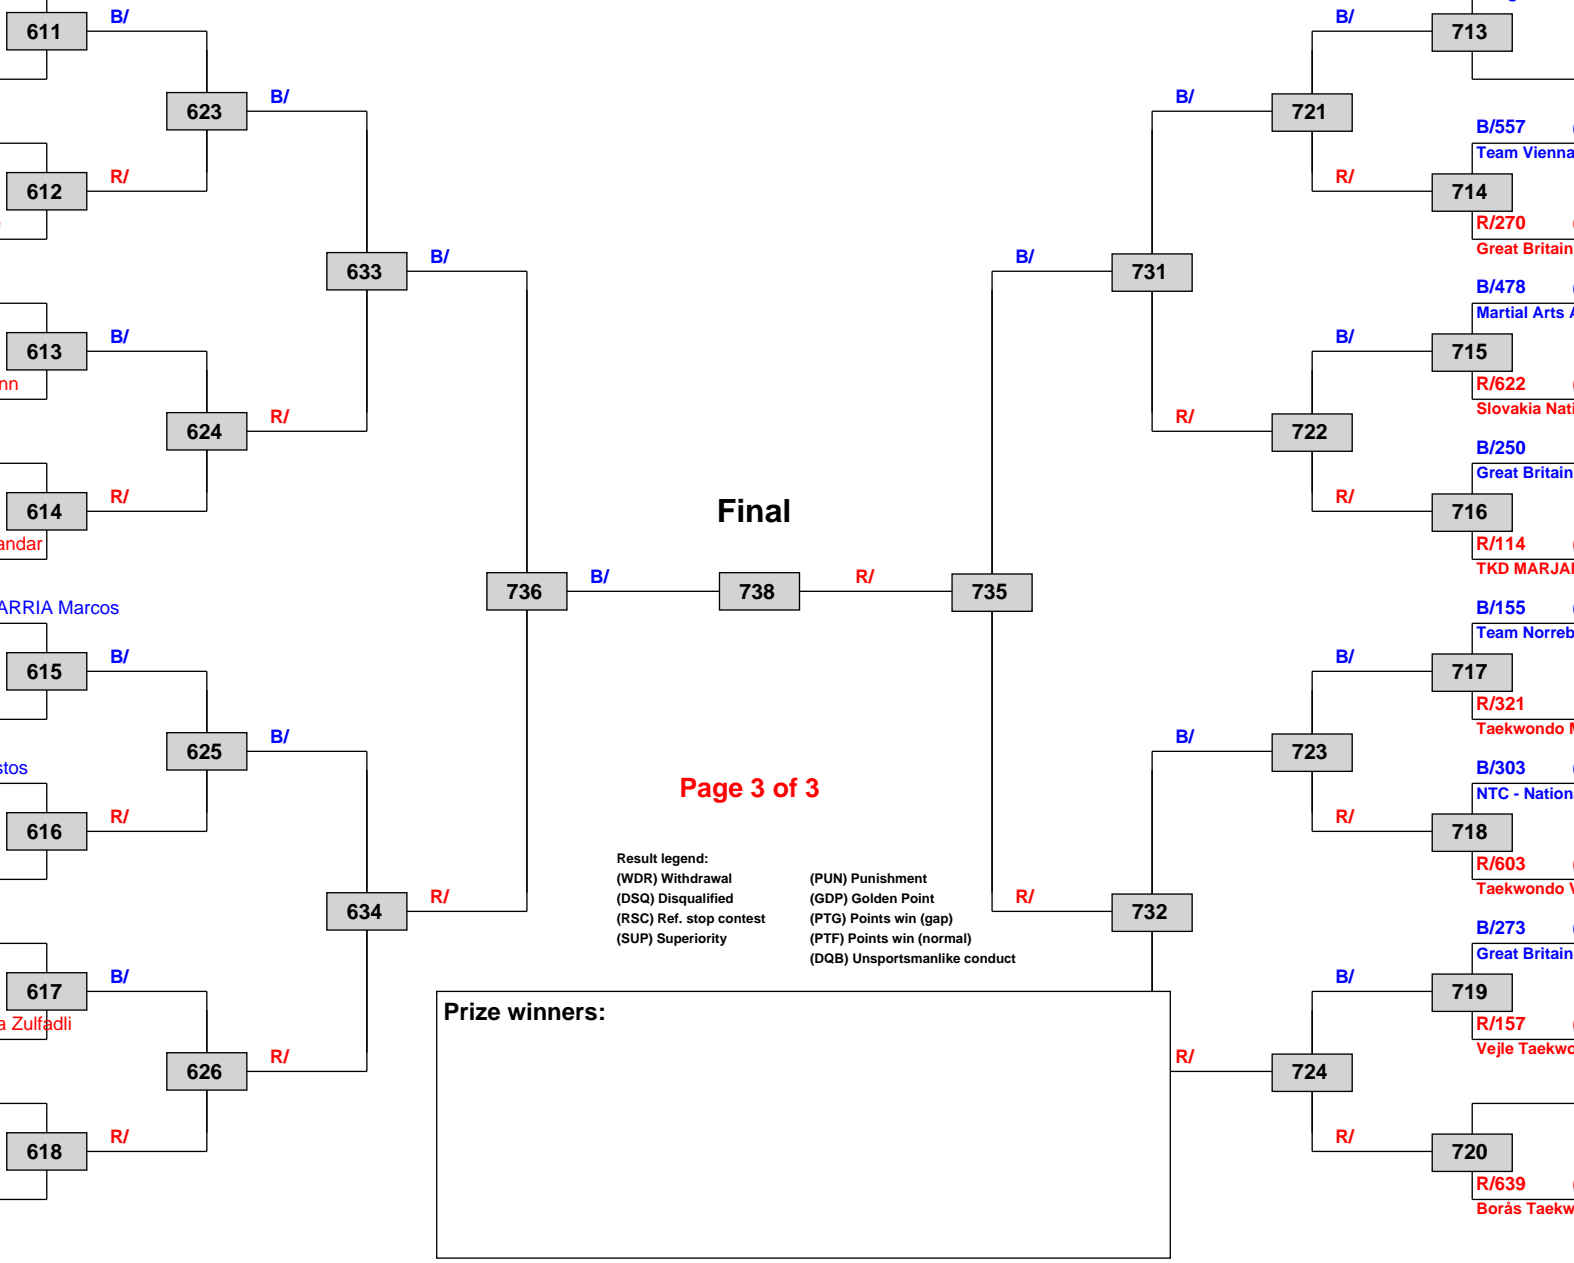 B/
611
B/
623
R/
612
B/
633
B/
613
nn
R/
624
R/
614
andar
B/
736
ARRIA Marcos
B/
615
B/
625
stos
R/
616
R/
634
B/
617
a Zulfadli
R/
626
R/
618
Final
B/
738
R/
Page 3 of 3
Result legend:
(WDR) Withdrawal
(DSQ) Disqualified
(RSC) Ref. stop contest
(SUP) Superiority
(PUN) Punishment
(GDP) Golden Point
(PTG) Points win (gap)
(PTF) Points win (normal)
(DQB) Unsportsmanlike conduct
Prize winners:
735
B/
731
R/
732
B/
721
R/
722
B/
723
R/
724
B/
713
R/
B/557
Team Vienna
714
R/270
Great Britain
B/478
Martial Arts
B/
715
R/622
Slovakia Nati
B/250
Great Britain
R/
716
R/114
TKD MARJA
B/155
Team Norreb
B/
717
R/321
Taekwondo
B/303
NTC - Nation
R/
718
R/603
Taekwondo V
B/273
Great Britain
B/
719
R/157
Vejle Taekwo
R/
720
R/639
Borås Taekw